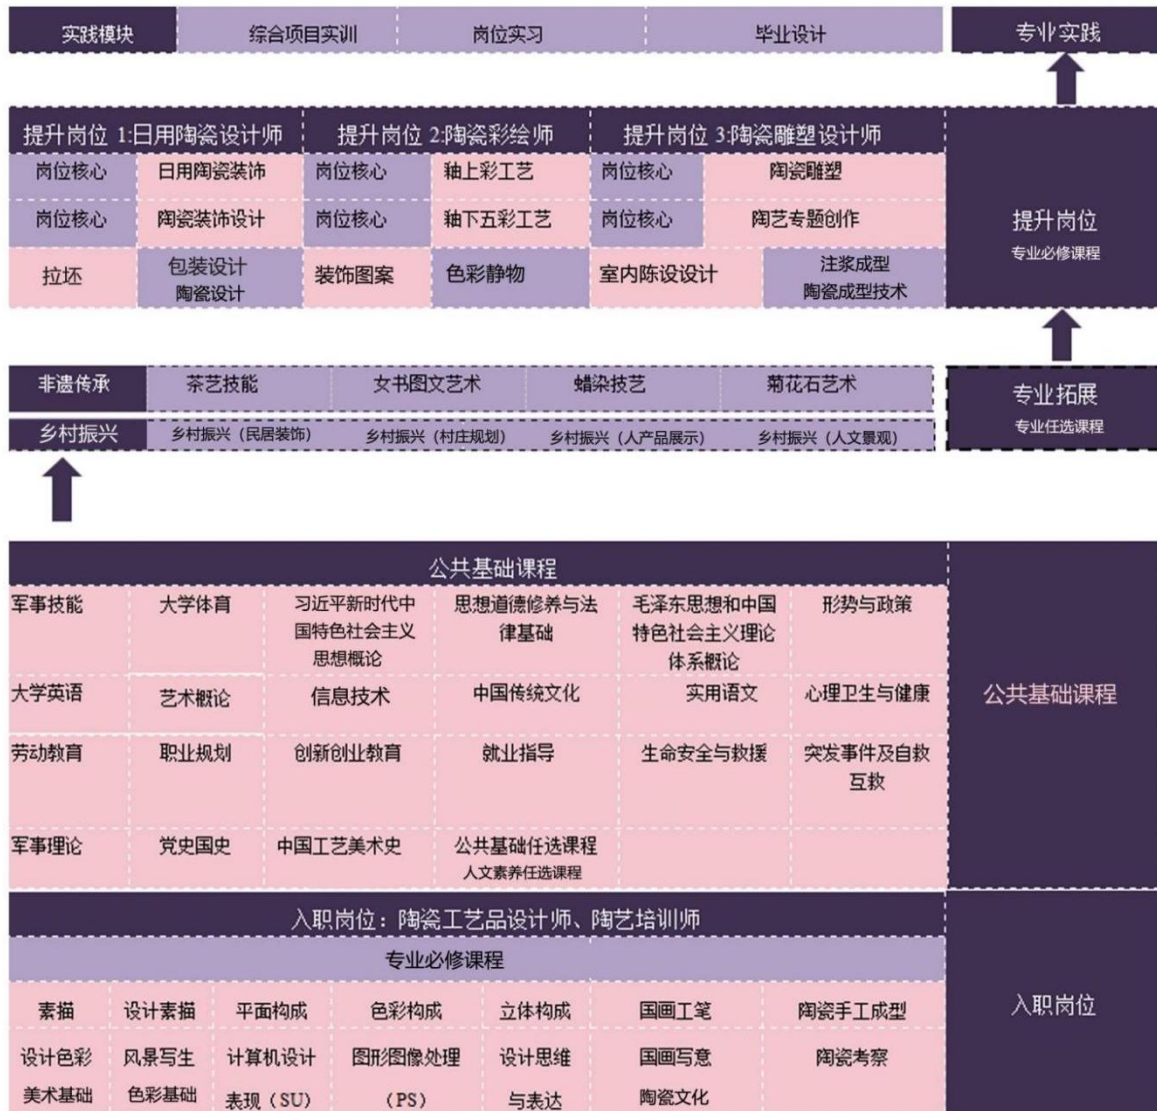 实践模块 综合项目实训 岗位实习 毕业设计 专业实践
提升岗位 1:日用陶瓷设计师 提升岗位 2:陶瓷彩绘师 提升岗位 3:陶瓷雕塑设计师
岗位核心 日用陶瓷装饰 岗位核心 釉上彩工艺 岗位核心 陶瓷雕塑
岗位核心 陶瓷装饰设计 岗位核心 釉下五彩工艺 岗位核心 陶艺专题创作
提升岗位
专业必修课程
拉坯 包装设计 装饰图案 色彩静物 室内陈设设计 注浆成型
陶瓷设计 陶瓷成型技术
非遗传承 茶艺技能 女书图文艺术 蜡染技艺 菊花石艺术
乡村振兴 乡村振兴（民居装饰） 乡村振兴（村庄规划） 乡村振兴（人产品展示） 乡村振兴（人文景观）
专业拓展
专业任选课程
公共基础课程
军事技能 大学体育 习近平新时代中 思想道德修养与法 毛泽东思想和中国 形势与政策
国特色社会主义 律基础 特色社会主义理论
思想概论 体系概论
大学英语 艺术概论 信息技术 中国传统文化 实用语文 心理卫生与健康
公共基础课程
劳动教育 职业规划 创新创业教育 就业指导 生命安全与救援 突发事件及自救
互救
军事理论 党史国史 中国工艺美术史 公共基础任选课程
人文素养任选课程
入职岗位：陶瓷工艺品设计师、陶艺培训师
专业必修课程
素描 设计素描 平面构成 色彩构成 立体构成 国画工笔 陶瓷手工成型
入职岗位
设计色彩 风景写生 计算机设计 图形图像处理 设计思维 国画写意 陶瓷考察
美术基础 色彩基础 表现（SU） （PS） 与表达 陶瓷文化